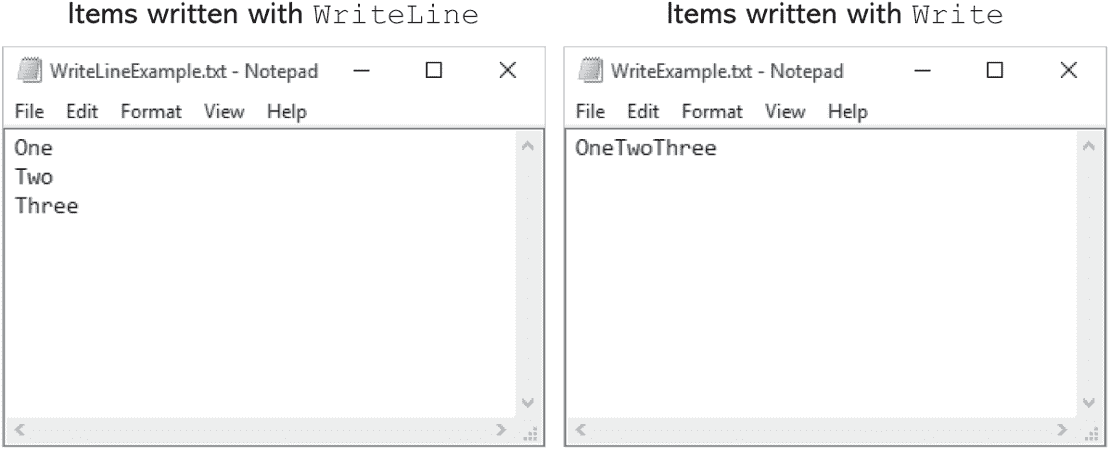 Items written with WriteLine
WriteLineExample.txt - Notepad
File Edit Format View Help
One
Two
Three
Items written with Write
WriteExample.txt - Notepad
File Edit Format View Help
OneTwoThree